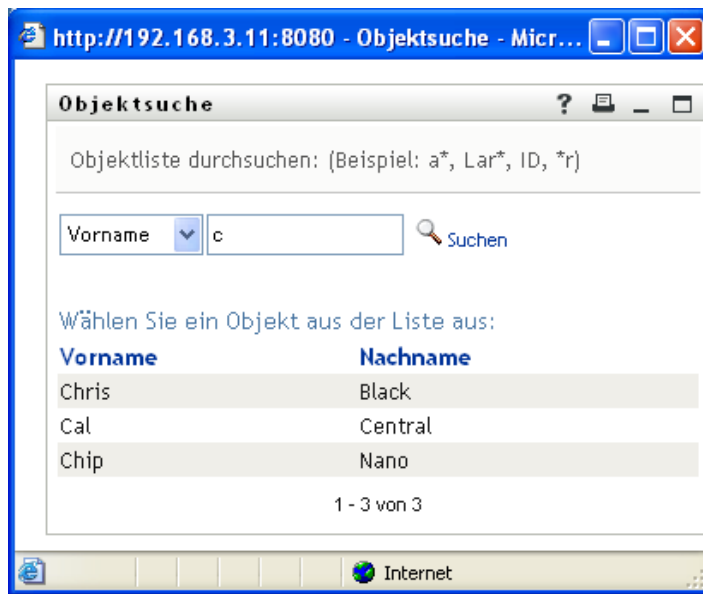 http://192.168.3.11:8080 - Objektsuche - Micr...
Objektsuche ?
Objektliste durchsuchen: (Beispiel: a*, Lar*, ID, *r)
Vorname c Suchen
Wählen Sie ein Objekt aus der Liste aus:
Vorname Nachname
Chris Black
Cal Central
Chip Nano
1 - 3 von 3
Internet